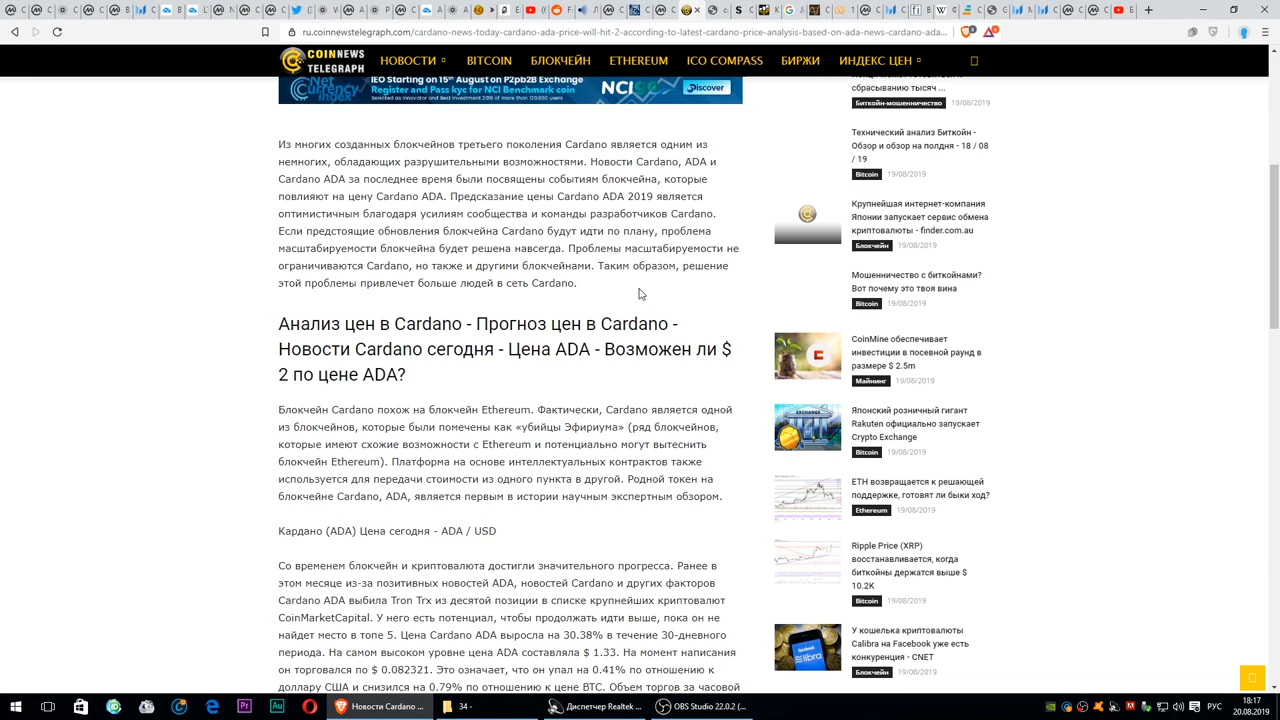 ru.coinnewstelegraph.com/cardano-news-today-cardano-ada-price-will-hit-2-according-to-latest-cardano-price-analysis-based-on-ada-news-cardano-ada...
COINNEWS
TELEGRAPH
НОВОСТИ
BITCOIN
БЛОКЧЕЙН
ETHEREUM
ICO COMPASS
БИРЖИ
ИНДЕКС ЦЕН
Net
Currency
Index
IEO Starting on 15th August on P2pb2b Exchange
Register and Pass kyc for NCI Benchmark Coin
Selected as Innovator and Best Investment 2019 of more than 120.000 users
Discover
Из многих созданных блокчейнов третьего поколения Cardano является одним из
немногих, обладающих разрушительными возможностями. Новости Cardano, ADA и
Cardano ADA за последнее время были посвящены событиям блокчейна, которые
повлияют на цену Cardano ADA. Предсказание цены Cardano ADA 2019 является
оптимистичным благодаря усилиям сообщества и команды разработчиков Cardano.
Если предстоящие обновления блокчейна Cardano будут идти по плану, проблема
масштабируемости блокчейна будет решена навсегда. Проблемы масштабируемости не
ограничиваются Cardano, но также и другими блокчейнами. Таким образом, решение
этой проблемы привлечет больше людей в сеть Cardano.
Анализ цен в Cardano - Прогноз цен в Cardano -
Новости Cardano сегодня - Цена ADA - Возможен ли $
2 по цене ADA?
Блокчейн Cardano похож на блокчейн Ethereum. Фактически, Cardano является одной
из блокчейнов, которые были помечены как «убийцы Эфириума» (ряд блокчейнов,
которые имеют схожие возможности с Ethereum и потенциально могут вытеснить
блокчейн Ethereum). Платформа на основе интеллектуальных контрактов также
используется для передачи стоимости из одного пункта в другой. Родной токен на
блокчейне Cardano, ADA, является первым в истории научным экспертным обзором.
Кардано (ADA) Цена сегодня - ADA / USD
Со временем блокчейн и криптовалюта достигли значительного прогресса. Ранее в
этом месяце из-за позитивных новостей ADA, новостей Cardano и других факторов
Cardano ADA выбила Tron Trx из десятой позиции в списке крупнейших криптовалют
CoinMarketCapital. У него есть потенциал, чтобы продолжать идти выше, пока он не
найдет место в топе 5. Цена Cardano ADA выросла на 30.38% в течение 30-дневного
периода. На самом высоком уровне цена ADA составляла $ 1.33. На момент написания
он торговался по $ 0.082321. Это означает, что он упал на 0.41% по отношению к
доллару США и снизился на 0.79% по отношению к цене BTC. Объем торгов за часовой
сбрасыванию тысяч ...
Биткойн-мошенничество 19/08/2019
Технический анализ Биткойн -
Обзор и обзор на полдня - 18 / 08
/ 19
Bitcoin 19/08/2019
Крупнейшая интернет-компания
Японии запускает сервис обмена
криптовалюты - finder.com.au
Блокчейн 19/08/2019
Мошенничество с биткойнами?
Вот почему это твоя вина
Bitcoin 19/08/2019
CoinMine обеспечивает
инвестиции в посевной раунд в
размере $ 2.5m
Майнинг 19/08/2019
EXCHANGE
Японский розничный гигант
Rakuten официально запускает
Crypto Exchange
Bitcoin 19/08/2019
ETH возвращается к решающей
поддержке, готовят ли быки ход?
Ethereum 19/08/2019
Ripple Price (XRP)
восстанавливается, когда
биткойны держатся выше $
10.2K
Bitcoin 19/08/2019
facebook
libra
У кошелька криптовалюты
Calibra на Facebook уже есть
конкуренция - CNET
Блокчейн 19/08/2019
Новости Cardano ...
34 -
Диспетчер Realtek ...
OBS Studio 22.0.2 (...
РУС
18:17
20.08.2019